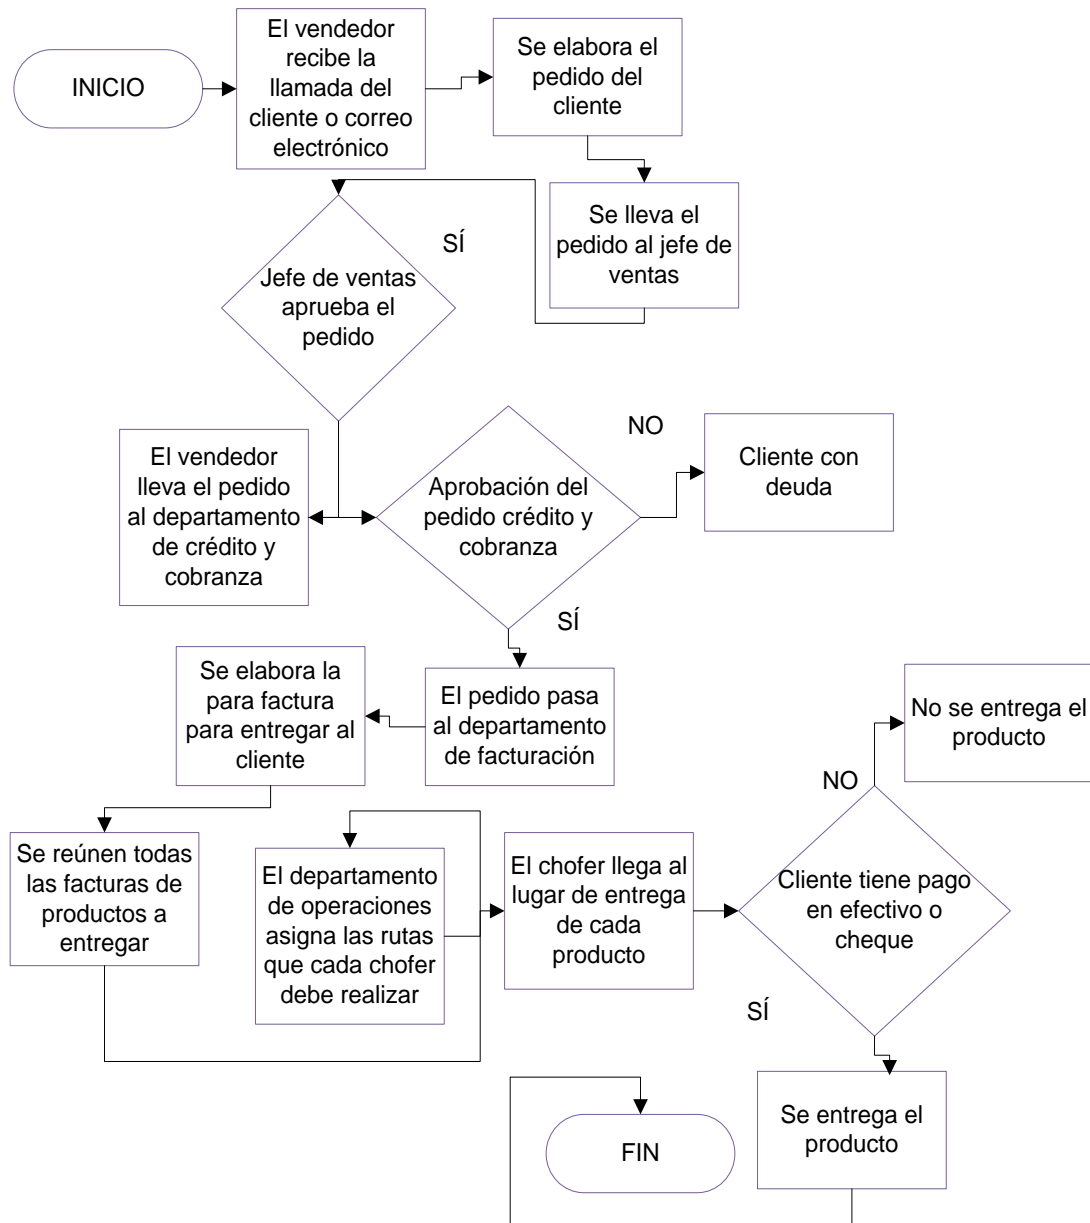 INICIO
El vendedor
recibe la
llamada del
cliente o correo
electrónico
Se elabora el
pedido del
cliente
Se lleva el
pedido al jefe de
ventas
SÍ
Jefe de ventas
aprueba el
pedido
El vendedor
lleva el pedido
al departamento
de crédito y
cobranza
Aprobación del
pedido crédito y
cobranza
NO
Cliente con
deuda
SÍ
El pedido pasa
al departamento
de facturación
Se elabora la
para factura
para entregar al
cliente
Se reúnen todas
las facturas de
productos a
entregar
El departamento
de operaciones
asigna las rutas
que cada chofer
debe realizar
El chofer llega al
lugar de entrega
de cada
producto
Cliente tiene pago
en efectivo o
cheque
NO
No se entrega el
producto
SÍ
Se entrega el
producto
FIN